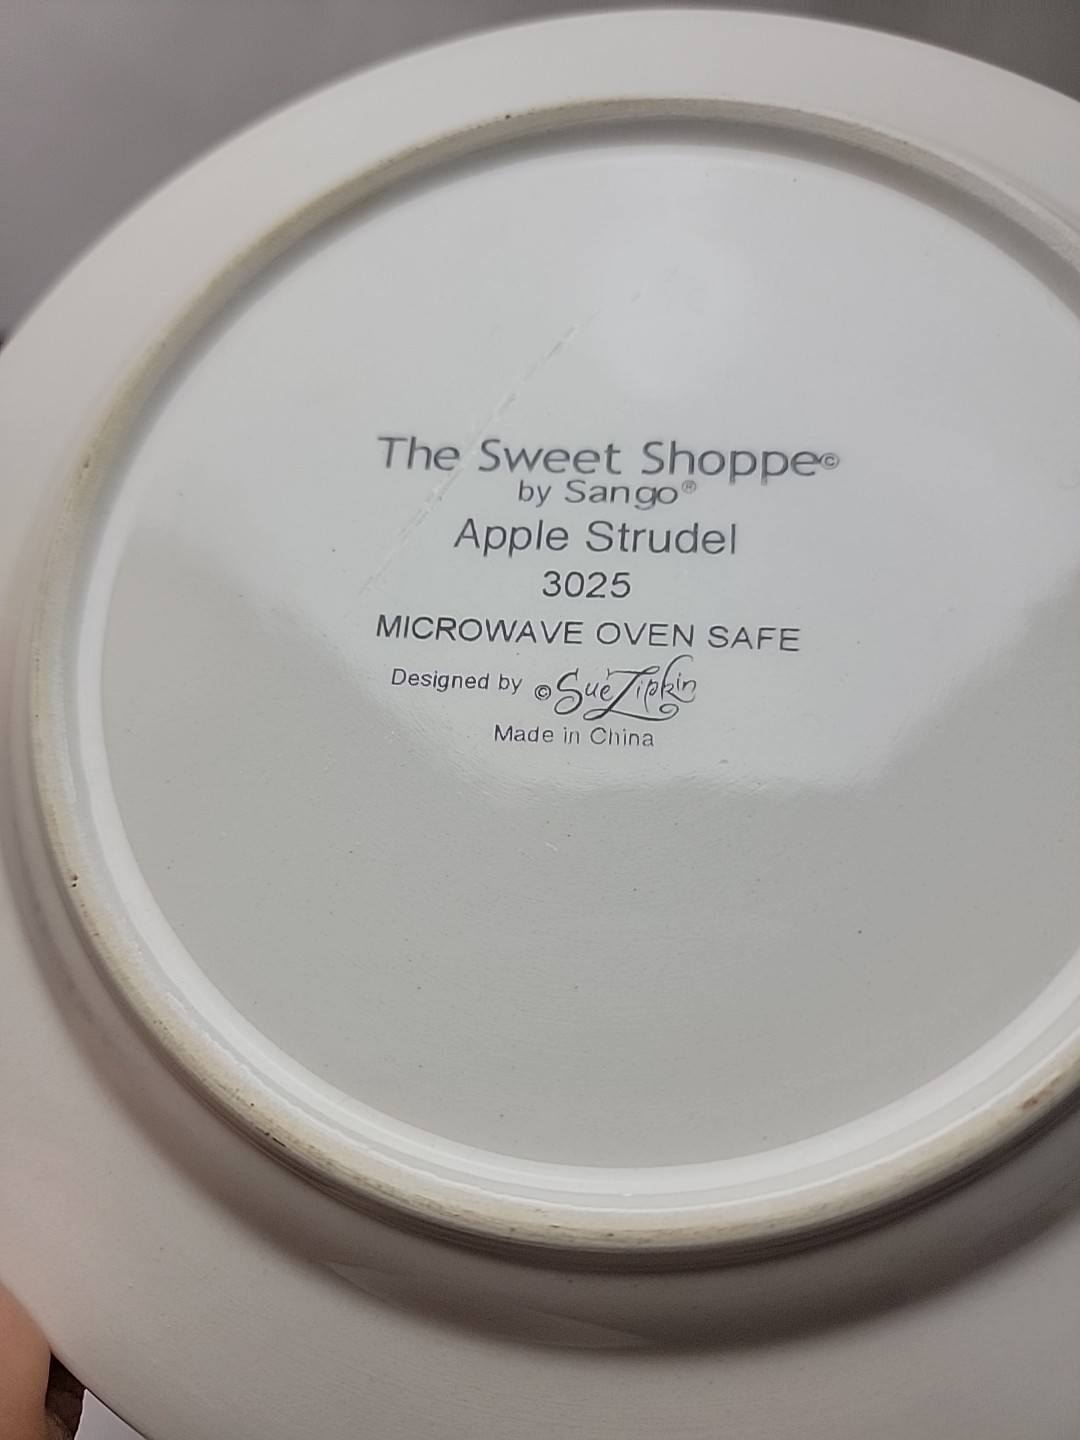 The Sweet Shoppe©
by Sango®
Apple Strudel
3025
MICROWAVE OVEN SAFE
Designed by © Sue Zipkin
Made in China